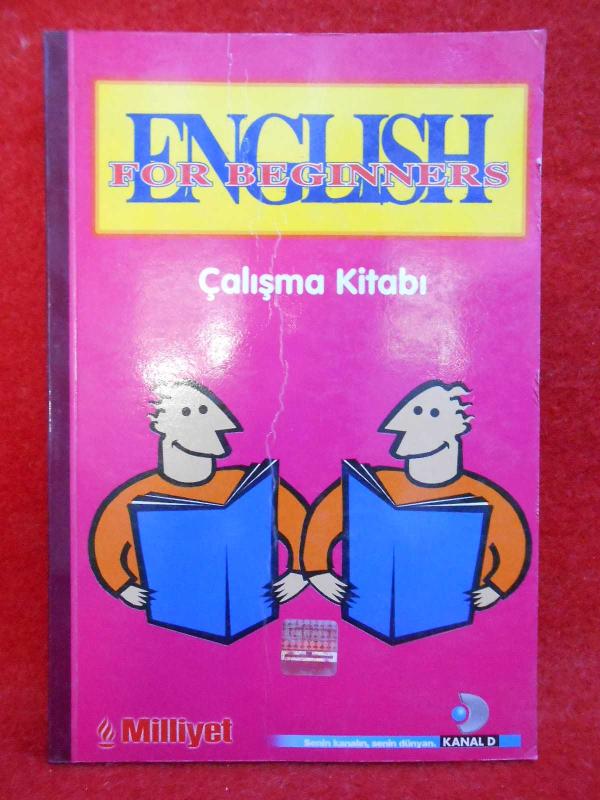 ENGLISH
FOR BEGINNERS
Çalışma Kitabı
Milliyet
Senin kanalın, senin dünyan. KANAL D